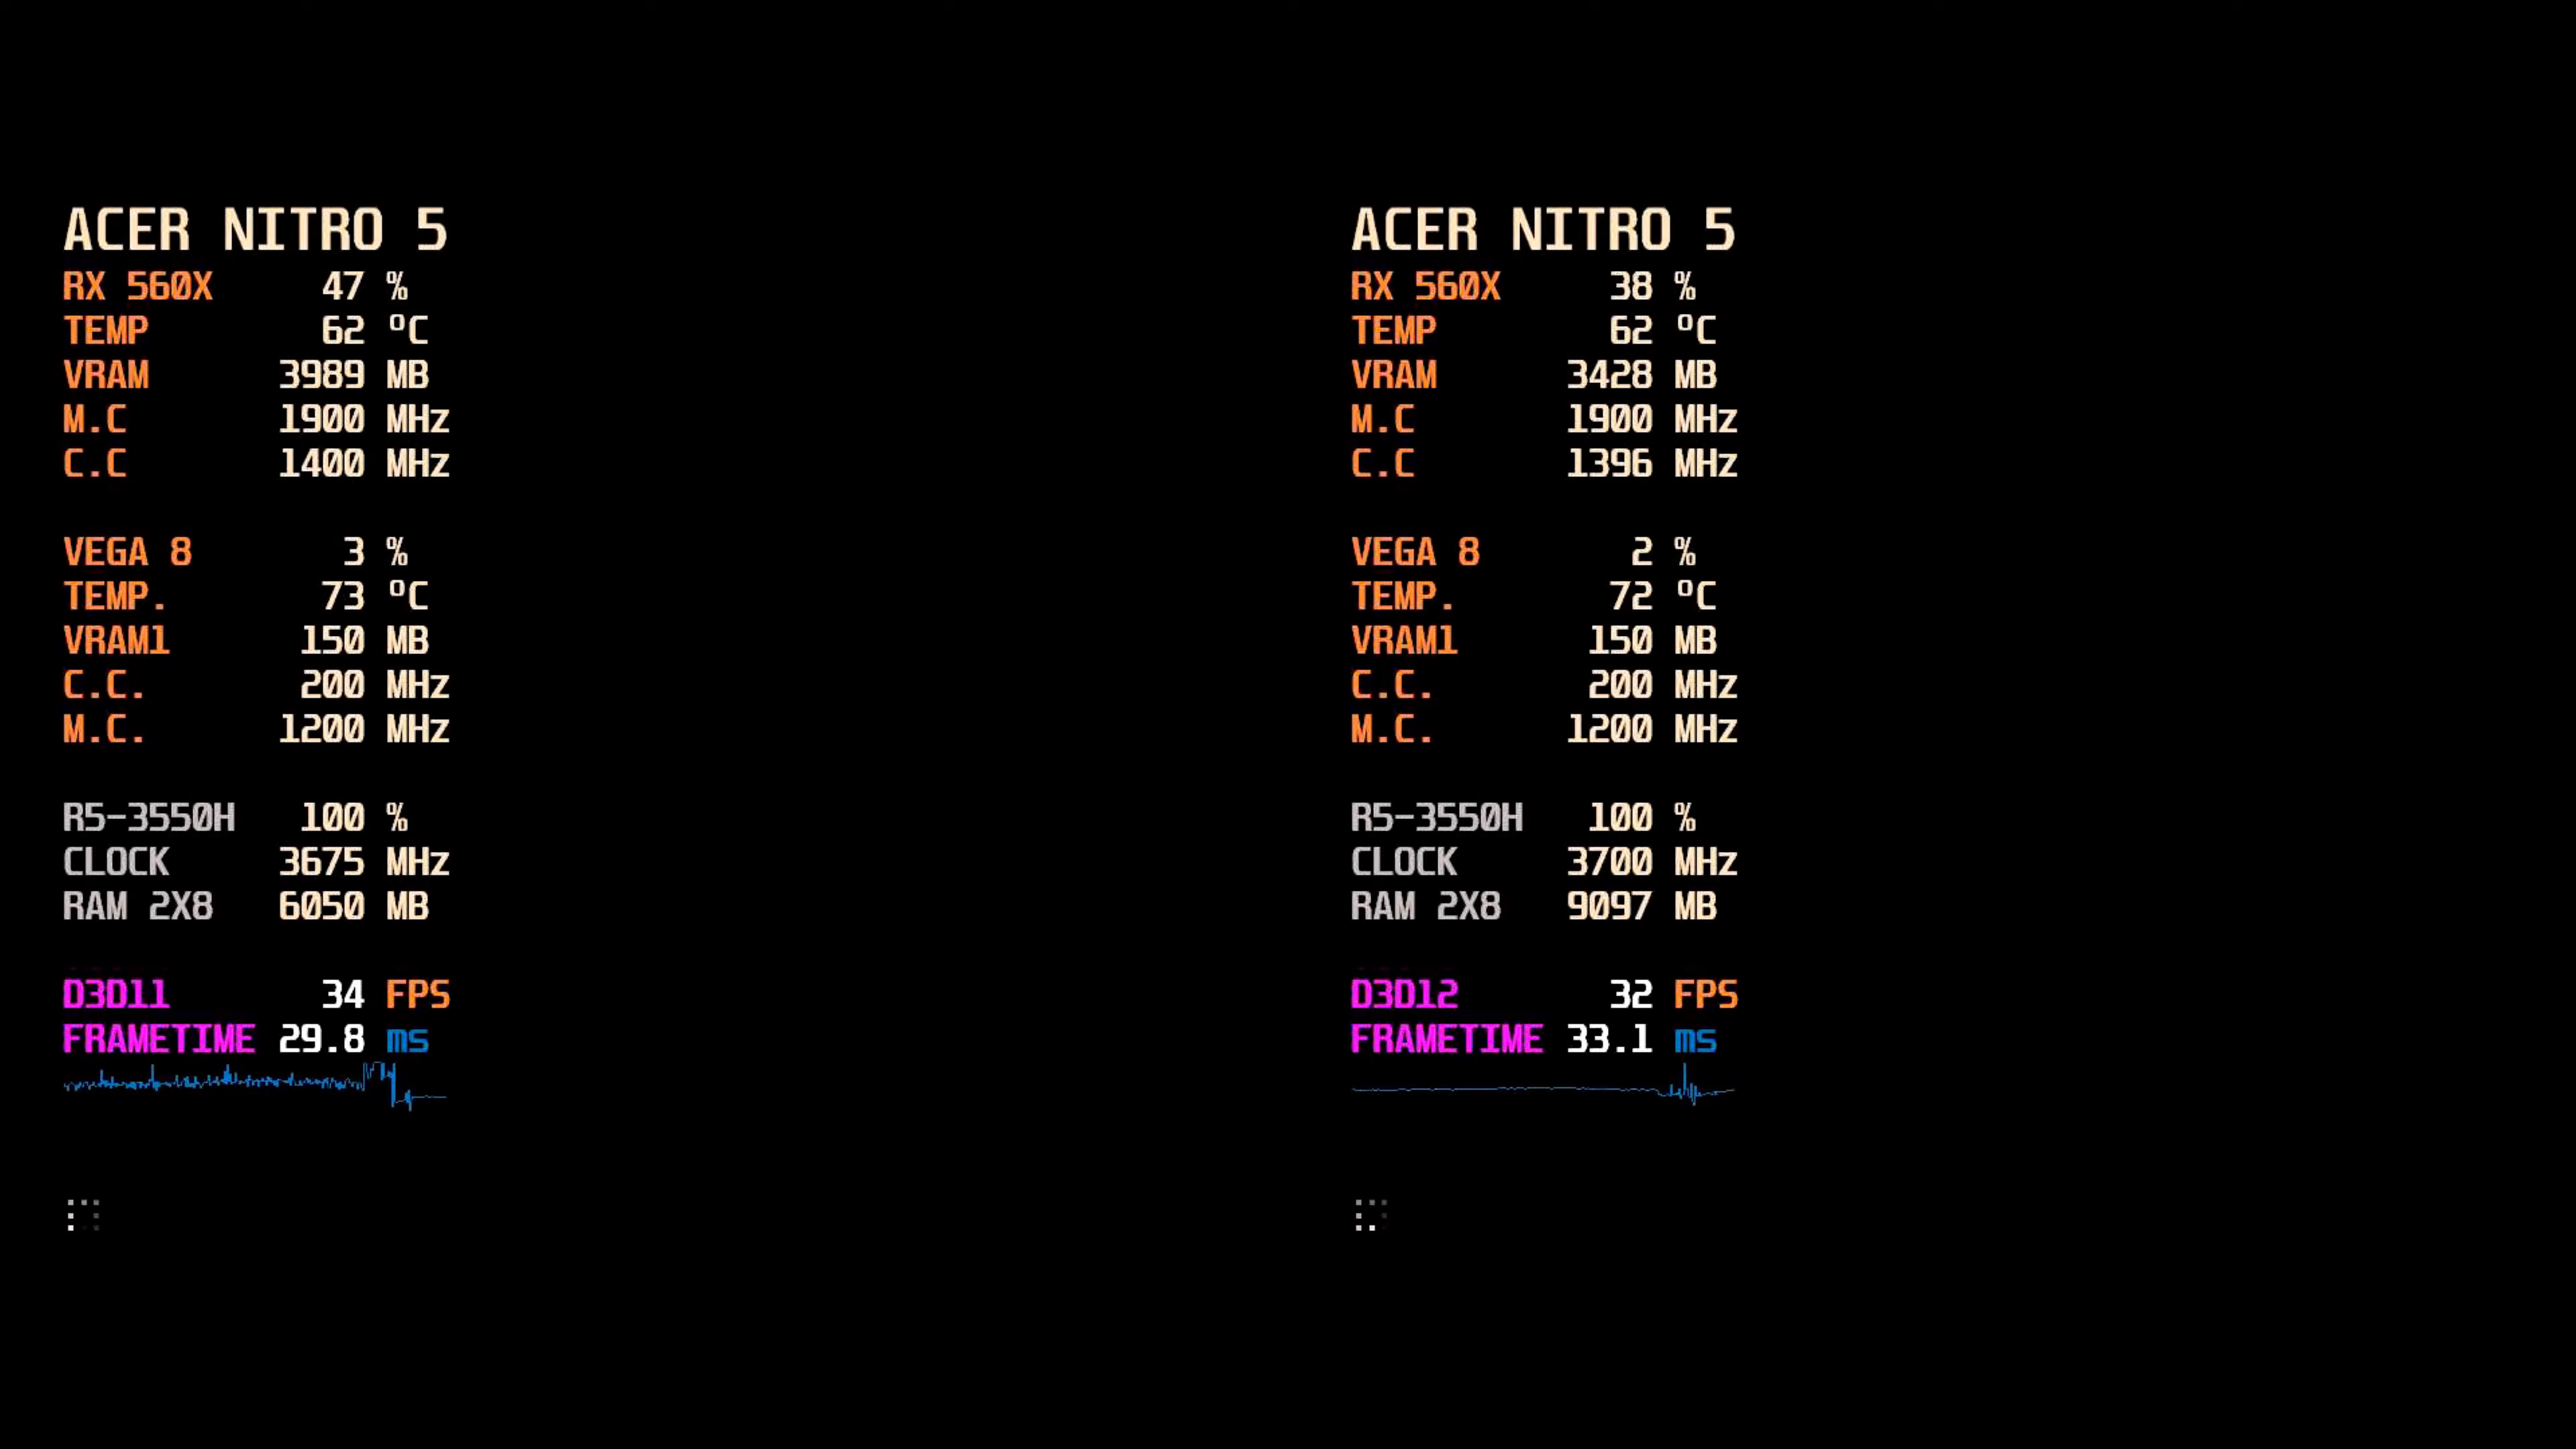 ACER NITRO 5
RX 560X 47 %
TEMP 62 ºC
VRAM 3989 MB
M.C 1900 MHz
C.C 1400 MHz
VEGA 8 3 %
TEMP. 73 ºC
VRAM1 150 MB
C.C. 200 MHz
M.C. 1200 MHz
R5-3550H 100 %
CLOCK 3675 MHz
RAM 2X8 6050 MB
D3D11 34 FPS
FRAMETIME 29.8 ms
ACER NITRO 5
RX 560X 38 %
TEMP 62 ºC
VRAM 3428 MB
M.C 1900 MHz
C.C 1396 MHz
VEGA 8 2 %
TEMP. 72 ºC
VRAM1 150 MB
C.C. 200 MHz
M.C. 1200 MHz
R5-3550H 100 %
CLOCK 3700 MHz
RAM 2X8 9097 MB
D3D12 32 FPS
FRAMETIME 33.1 ms